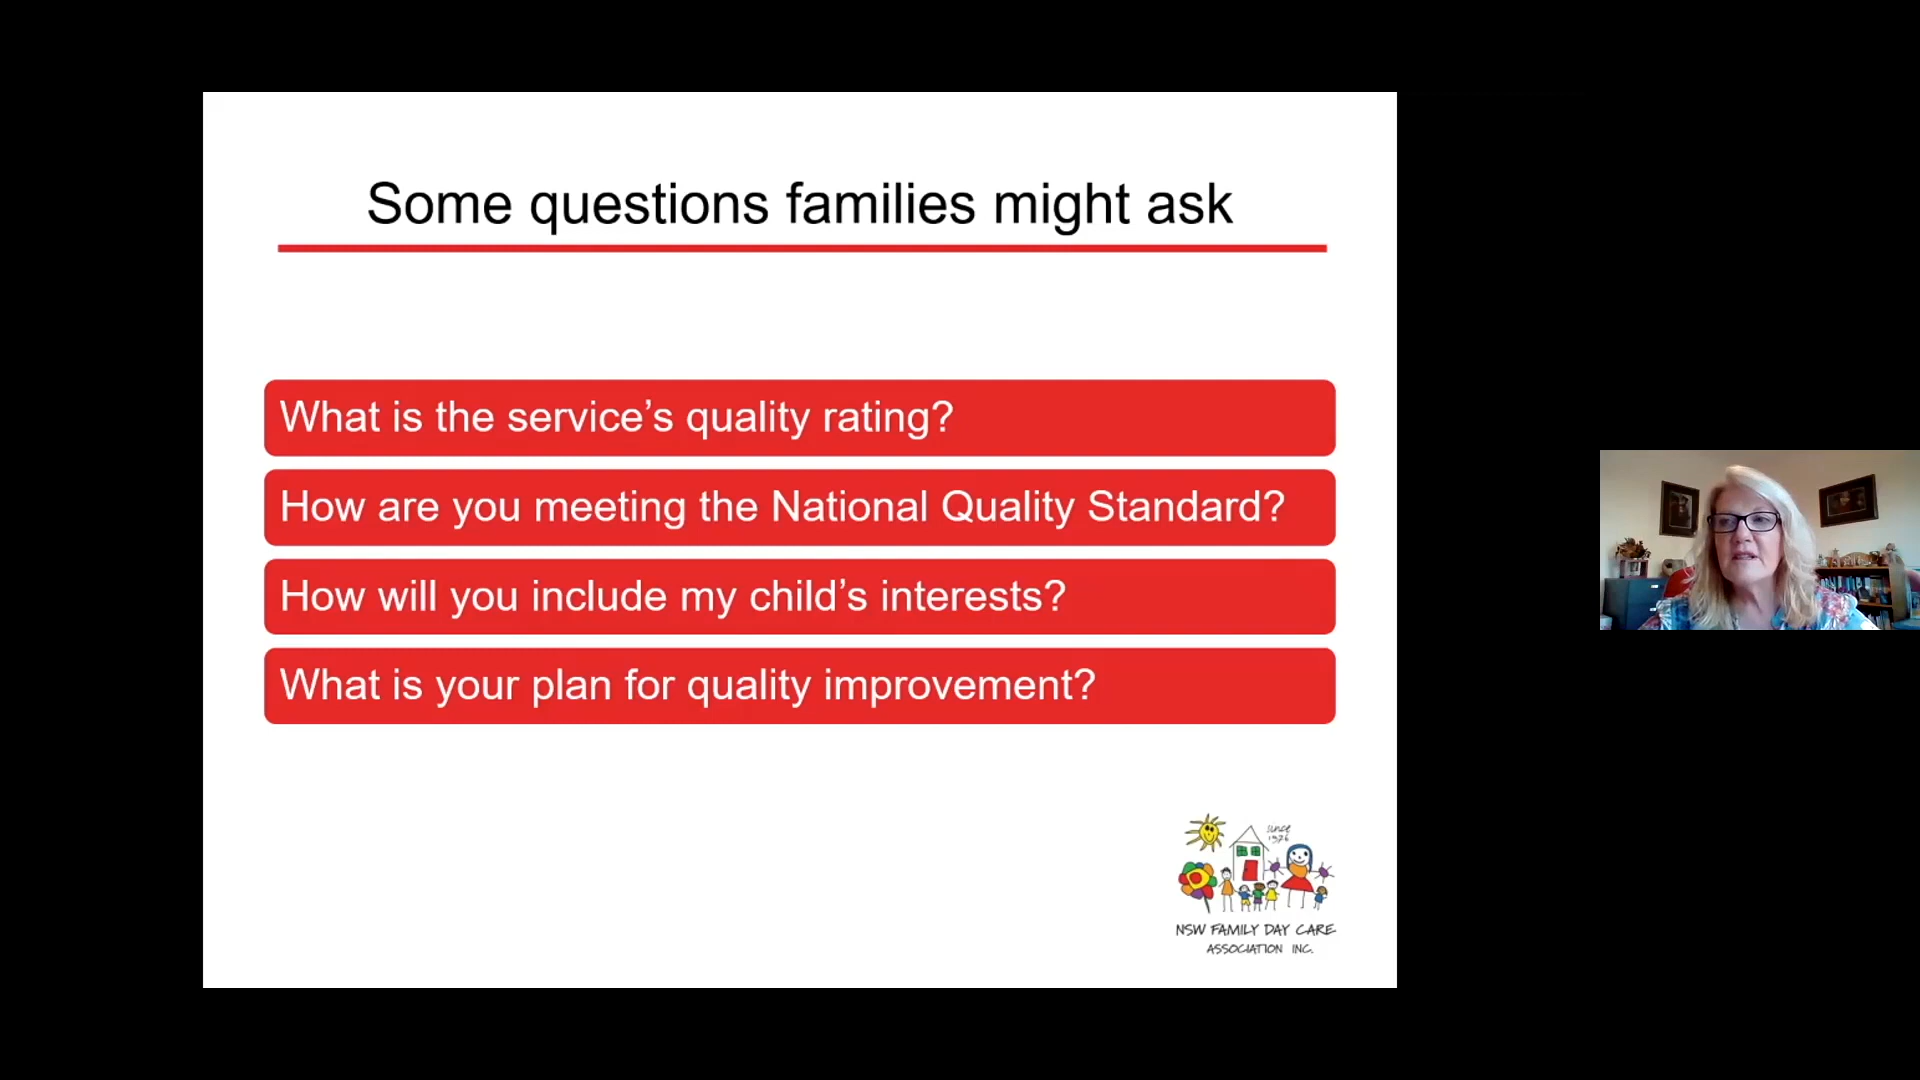 Some questions families might ask
What is the service’s quality rating?
How are you meeting the National Quality Standard?
How will you include my child’s interests?
What is your plan for quality improvement?
since
1976
NSW FAMILY DAY CARE
ASSOCIATION INC.